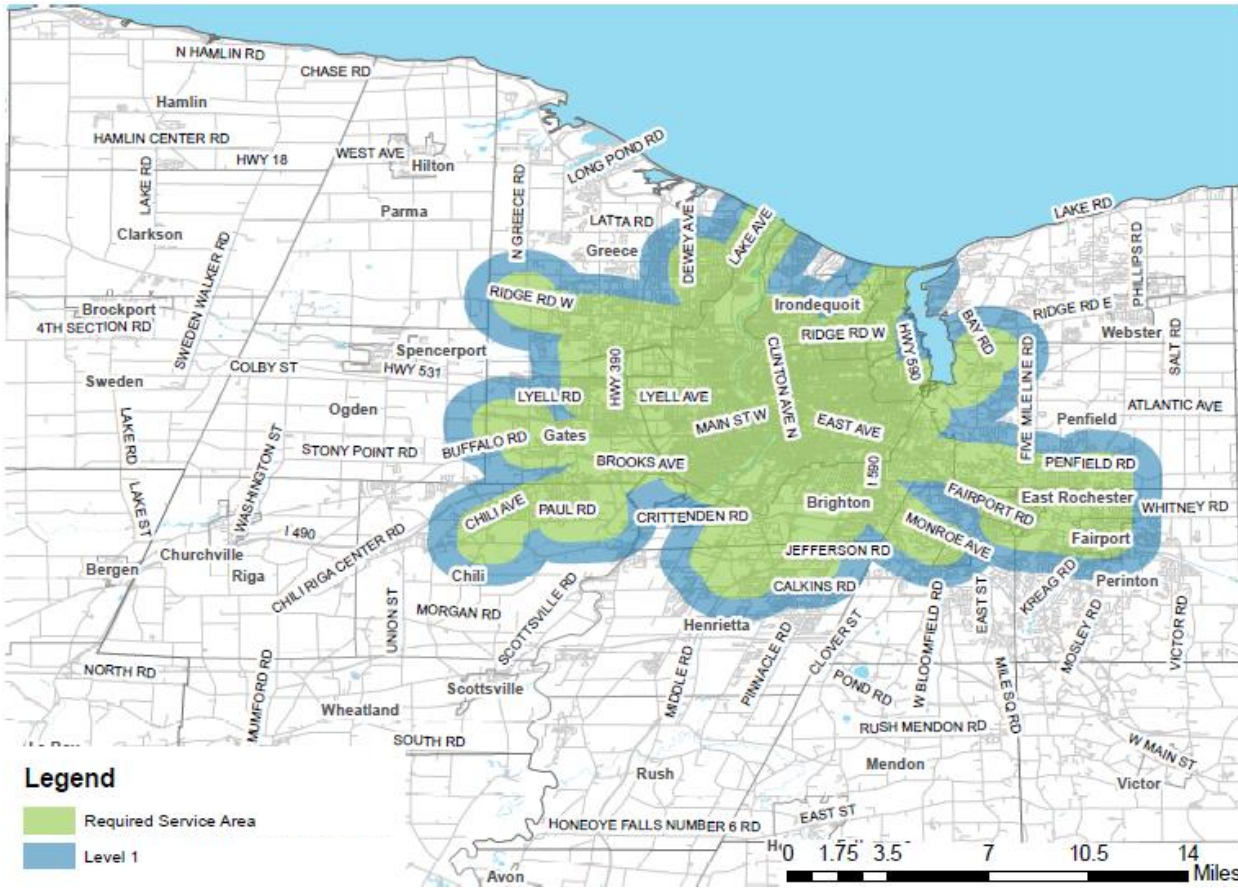 N HAMLIN RD
CHASE RD
Hamlin
HAMLIN CENTER RD
HWY 18
WEST AVE
Hilton
LONG POND RD
LAKE RD
N GREECE RD
Parma
LATTA RD
Greece
DEWEY AVE
LAKE AVE
LAKE RD
PHILLIPS RD
Clarkson
SWEDEN WALKER RD
RIDGE RD W
Irondequoit
BAY RD
RIDGE RD E
Brockport
4TH SECTION RD
RIDGE RD W
HWY 590
Webster
Spencerport
HWY 390
CLINTON AVE N
FIVE MILE LINE RD
SALT RD
COLBY ST
HWY 531
Sweden
LYELL RD
LYELL AVE
ATLANTIC AVE
Ogden
MAIN ST W
EAST AVE
Penfield
LAKE RD
WASHINGTON ST
STONY POINT RD
BUFFALO RD
Gates
BROOKS AVE
I 590
PENFIELD RD
LAKE ST
CHILI AVE
PAUL RD
CRITTENDEN RD
Brighton
FAIRPORT RD
East Rochester
WHITNEY RD
I 490
MONROE AVE
Fairport
Churchville
CHILI RIGA CENTER RD
JEFFERSON RD
Bergen
Riga
Chili
CALKINS RD
KREAG RD
Perinton
UNION ST
MORGAN RD
SCOTTSVILLE RD
Henrietta
CLOVER ST
W BLOOMFIELD RD
EAST ST
MOSLEY RD
VICTOR RD
NORTH RD
MUMFORD RD
Scottsville
MIDDLE RD
PINNACLE RD
POND RD
MILE SQ RD
Wheatland
SOUTH RD
RUSH MENDON RD
W MAIN ST
Rush
Mendon
Victor
Legend
Required Service Area
Level 1
HONEOYE FALLS NUMBER 6 RD
EAST ST
Avon
0 1.75 3.5 7 10.5 14
Miles